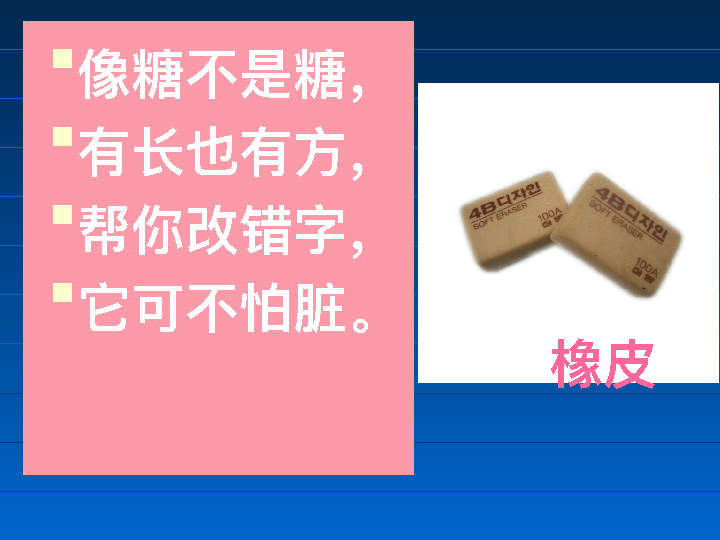 像糖不是糖，
有长也有方，
帮你改错字，
它可不怕脏。
4B디자인
SOFT ERASER
100A
4B디자인
SOFT ERASER
100A
橡皮